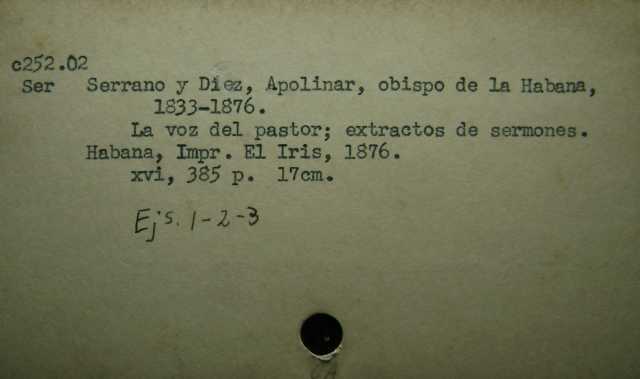 c252.02
Ser Serrano y Díez, Apolinar, obispo de la Habana,
1833-1876.
La voz del pastor; extractos de sermones.
Habana, Impr. El Iris, 1876.
xvi, 385 p. 17cm.
Ejs. 1-2-3